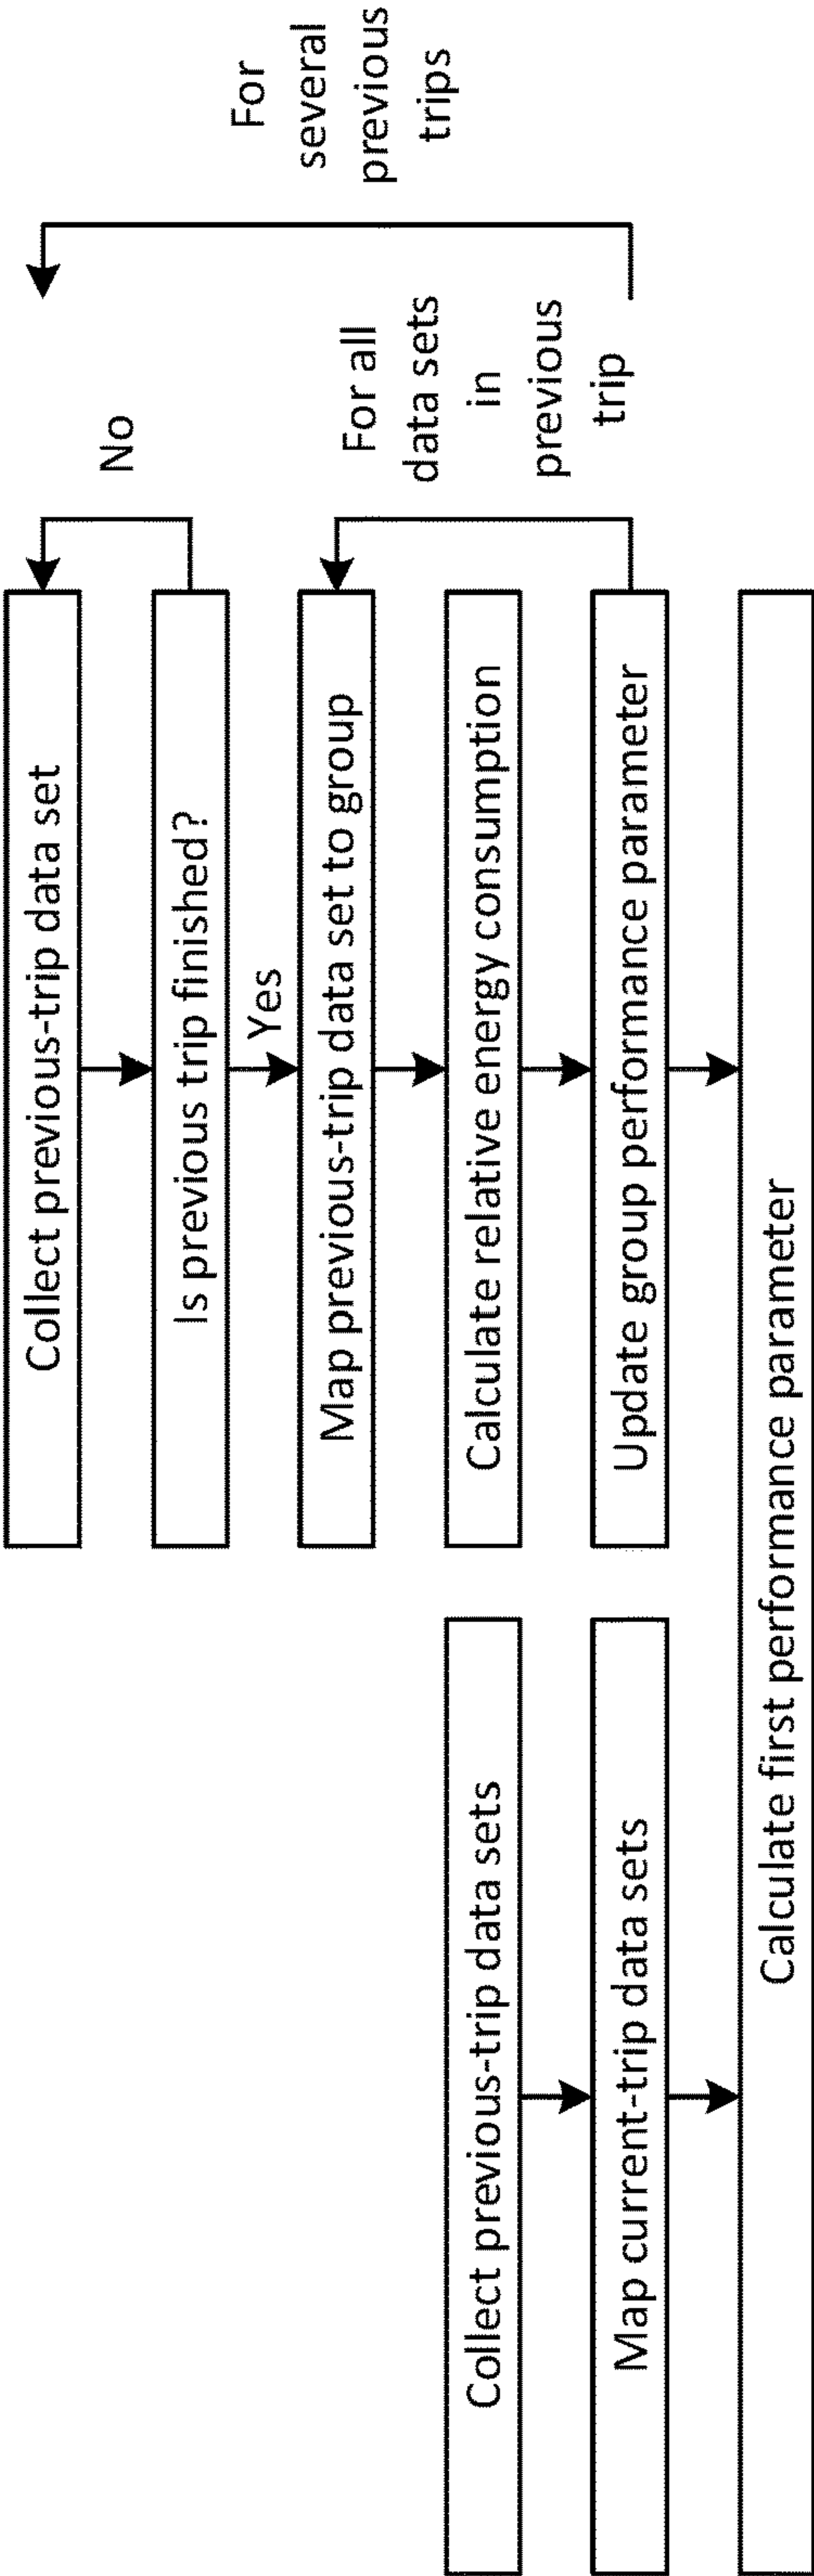 Collect previous-trip data set
No
Is previous trip finished?
Yes
Map previous-trip data set to group
For all
data sets
in
previous
trip
For
several
previous
trips
Collect previous-trip data sets
Calculate relative energy consumption
Map current-trip data sets
Update group performance parameter
Calculate first performance parameter